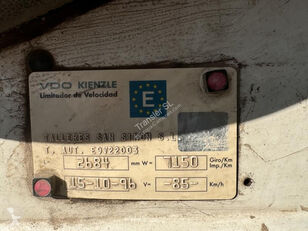 VDO KIENZLE
Limitador de Velocidad
E
TALLERES SAN SIMON S.L.
T. AUT. E9722003
2684 mm W= 1150 Giro/Km Imp./Km
15-10-96 V= -85- Km/h